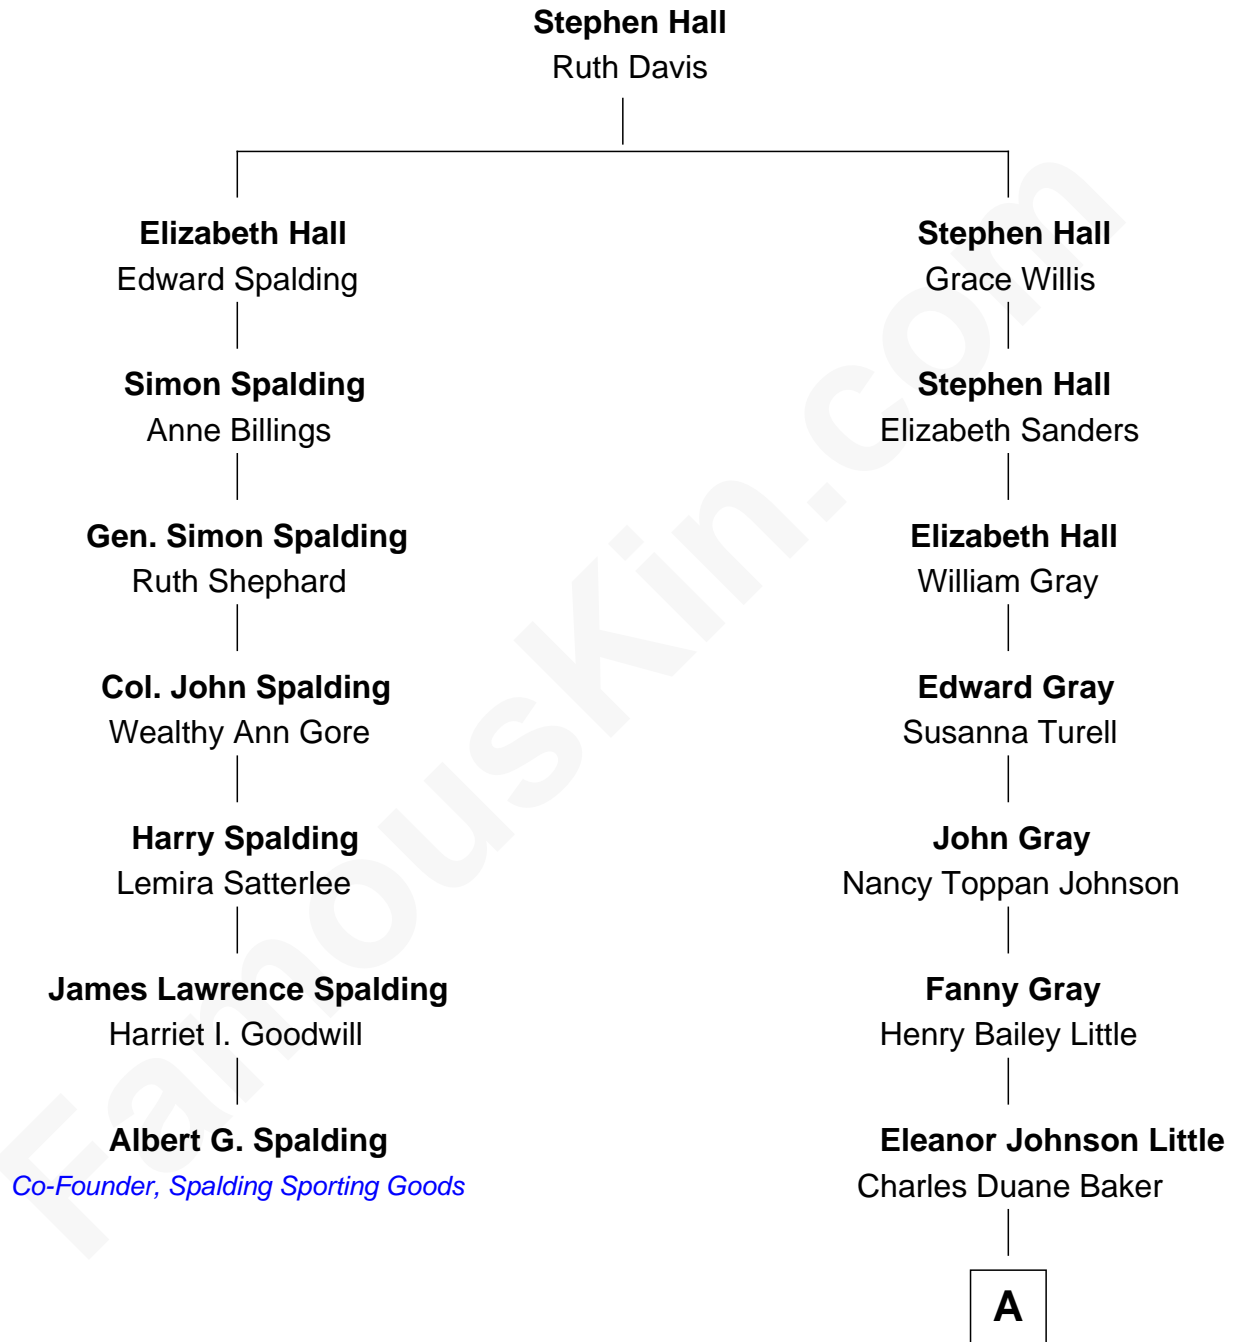 Stephen Hall
Ruth Davis
Elizabeth Hall
Edward Spalding
Stephen Hall
Grace Willis
Simon Spalding
Anne Billings
Stephen Hall
Elizabeth Sanders
Gen. Simon Spalding
Ruth Shephard
Elizabeth Hall
William Gray
Col. John Spalding
Wealthy Ann Gore
Edward Gray
Susanna Turell
Harry Spalding
Lemira Satterlee
John Gray
Nancy Toppan Johnson
James Lawrence Spalding
Harriet I. Goodwill
Fanny Gray
Henry Bailey Little
Albert G. Spalding
Co-Founder, Spalding Sporting Goods
Eleanor Johnson Little
Charles Duane Baker
A
FamousKin.com